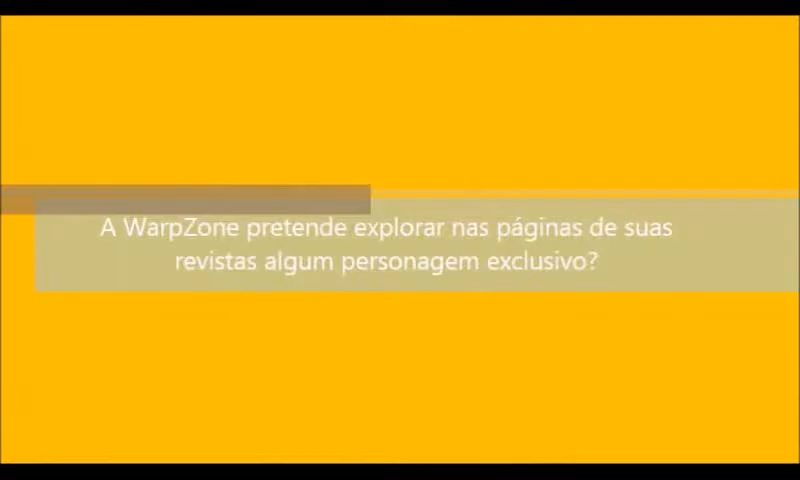 A WarpZone pretende explorar nas páginas de suas
revistas algum personagem exclusivo?